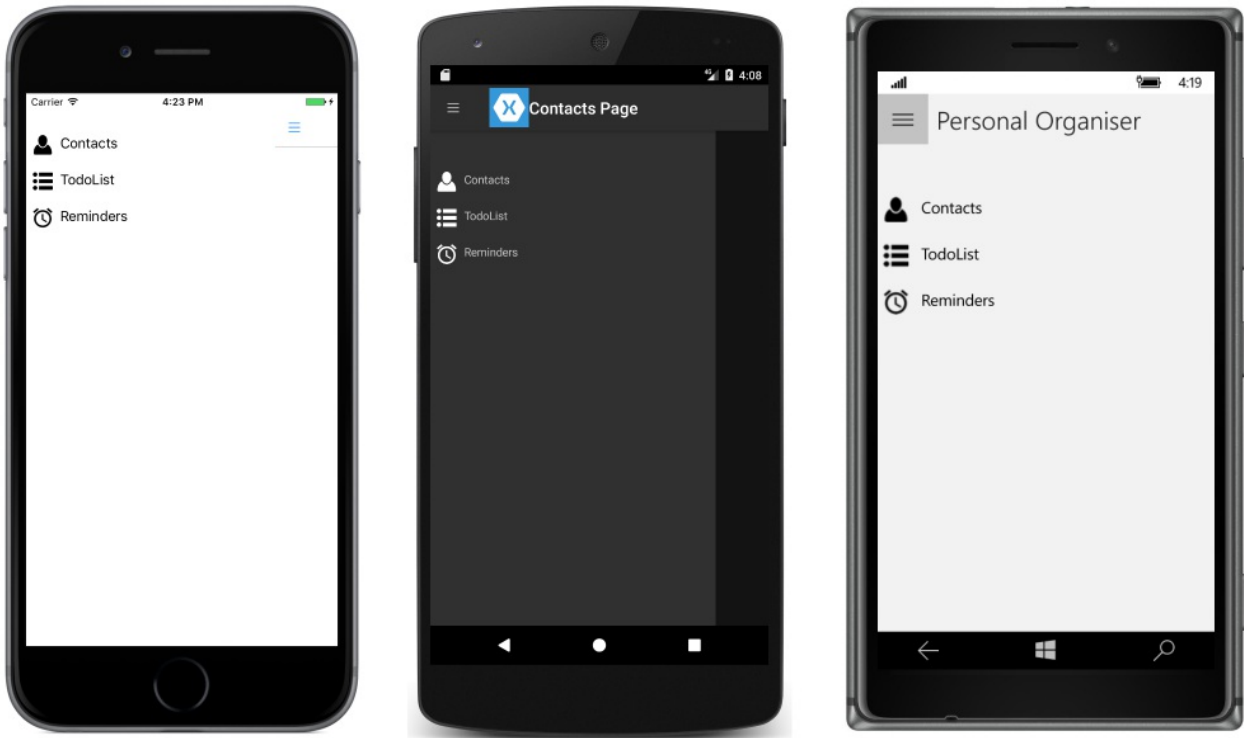 Carrier 4:23 PM
Contacts
TodoList
Reminders
4G 4:08
X Contacts Page
Contacts
TodoList
Reminders
4:19
Personal Organiser
Contacts
TodoList
Reminders